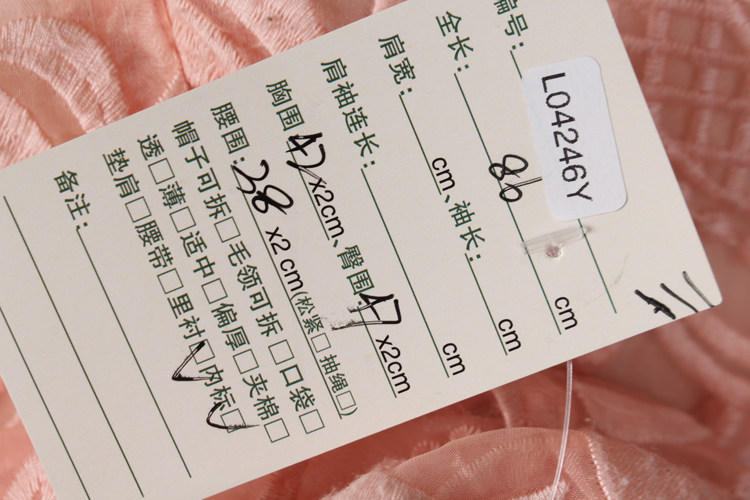 编号: L04246Y
全长: 86 cm
肩宽: cm、袖长: cm
肩袖连长: cm
胸围 42 x2cm、臀围: 47 x2cm
腰围: 38 x2 cm(松紧□ 抽绳□)
帽子可拆□毛领可拆□口袋□
透□薄□适中□偏厚□夹棉□
垫肩□腰带□里衬□内标□
备注: